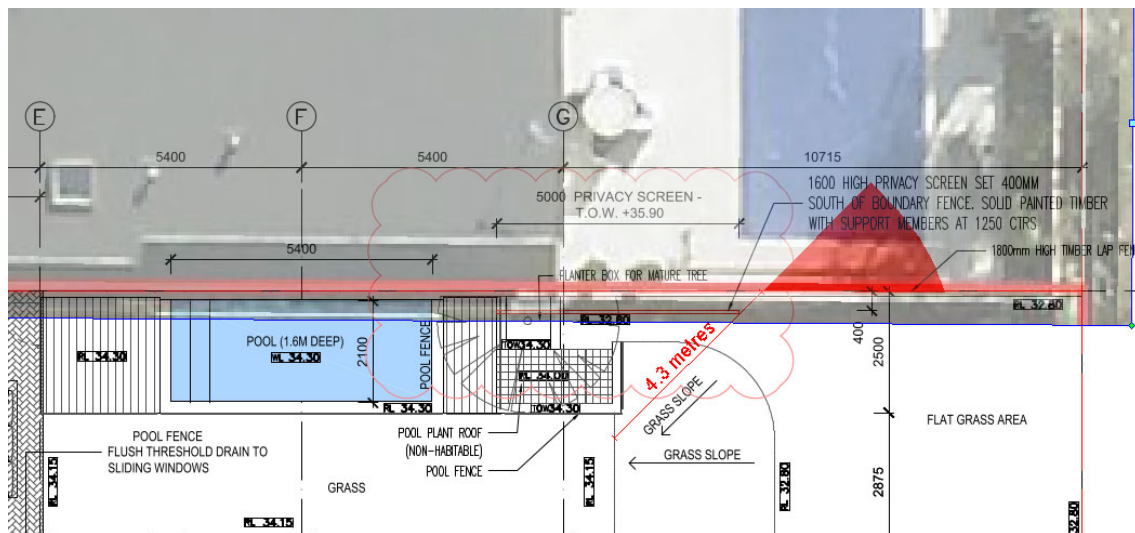 E
F
G
5400
5400
10715
1600 HIGH PRIVACY SCREEN SET 400MM
SOUTH OF BOUNDARY FENCE. SOLID PAINTED TIMBER
WITH SUPPORT MEMBERS AT 1250 CTRS
5000 PRIVACY SCREEN -
T.O.W. +35.90
5400
1800mm HIGH TIMBER LAP FEN
PLANTER BOX FOR MATURE TREE
RL 32.80
RL 32.80
POOL (1.6M DEEP)
WL 34.30
RL 34.30
2100
POOL FENCE
TOW34.30
RL 34.00
TOW34.30
RL 34.30
4.3 metres
400
2500
GRASS SLOPE
GRASS SLOPE
FLAT GRASS AREA
POOL FENCE
FLUSH THRESHOLD DRAIN TO
SLIDING WINDOWS
POOL PLANT ROOF
(NON-HABITABLE)
POOL FENCE
GRASS
RL 34.15
RL 34.15
RL 34.15
RL 32.80
2875
32.80